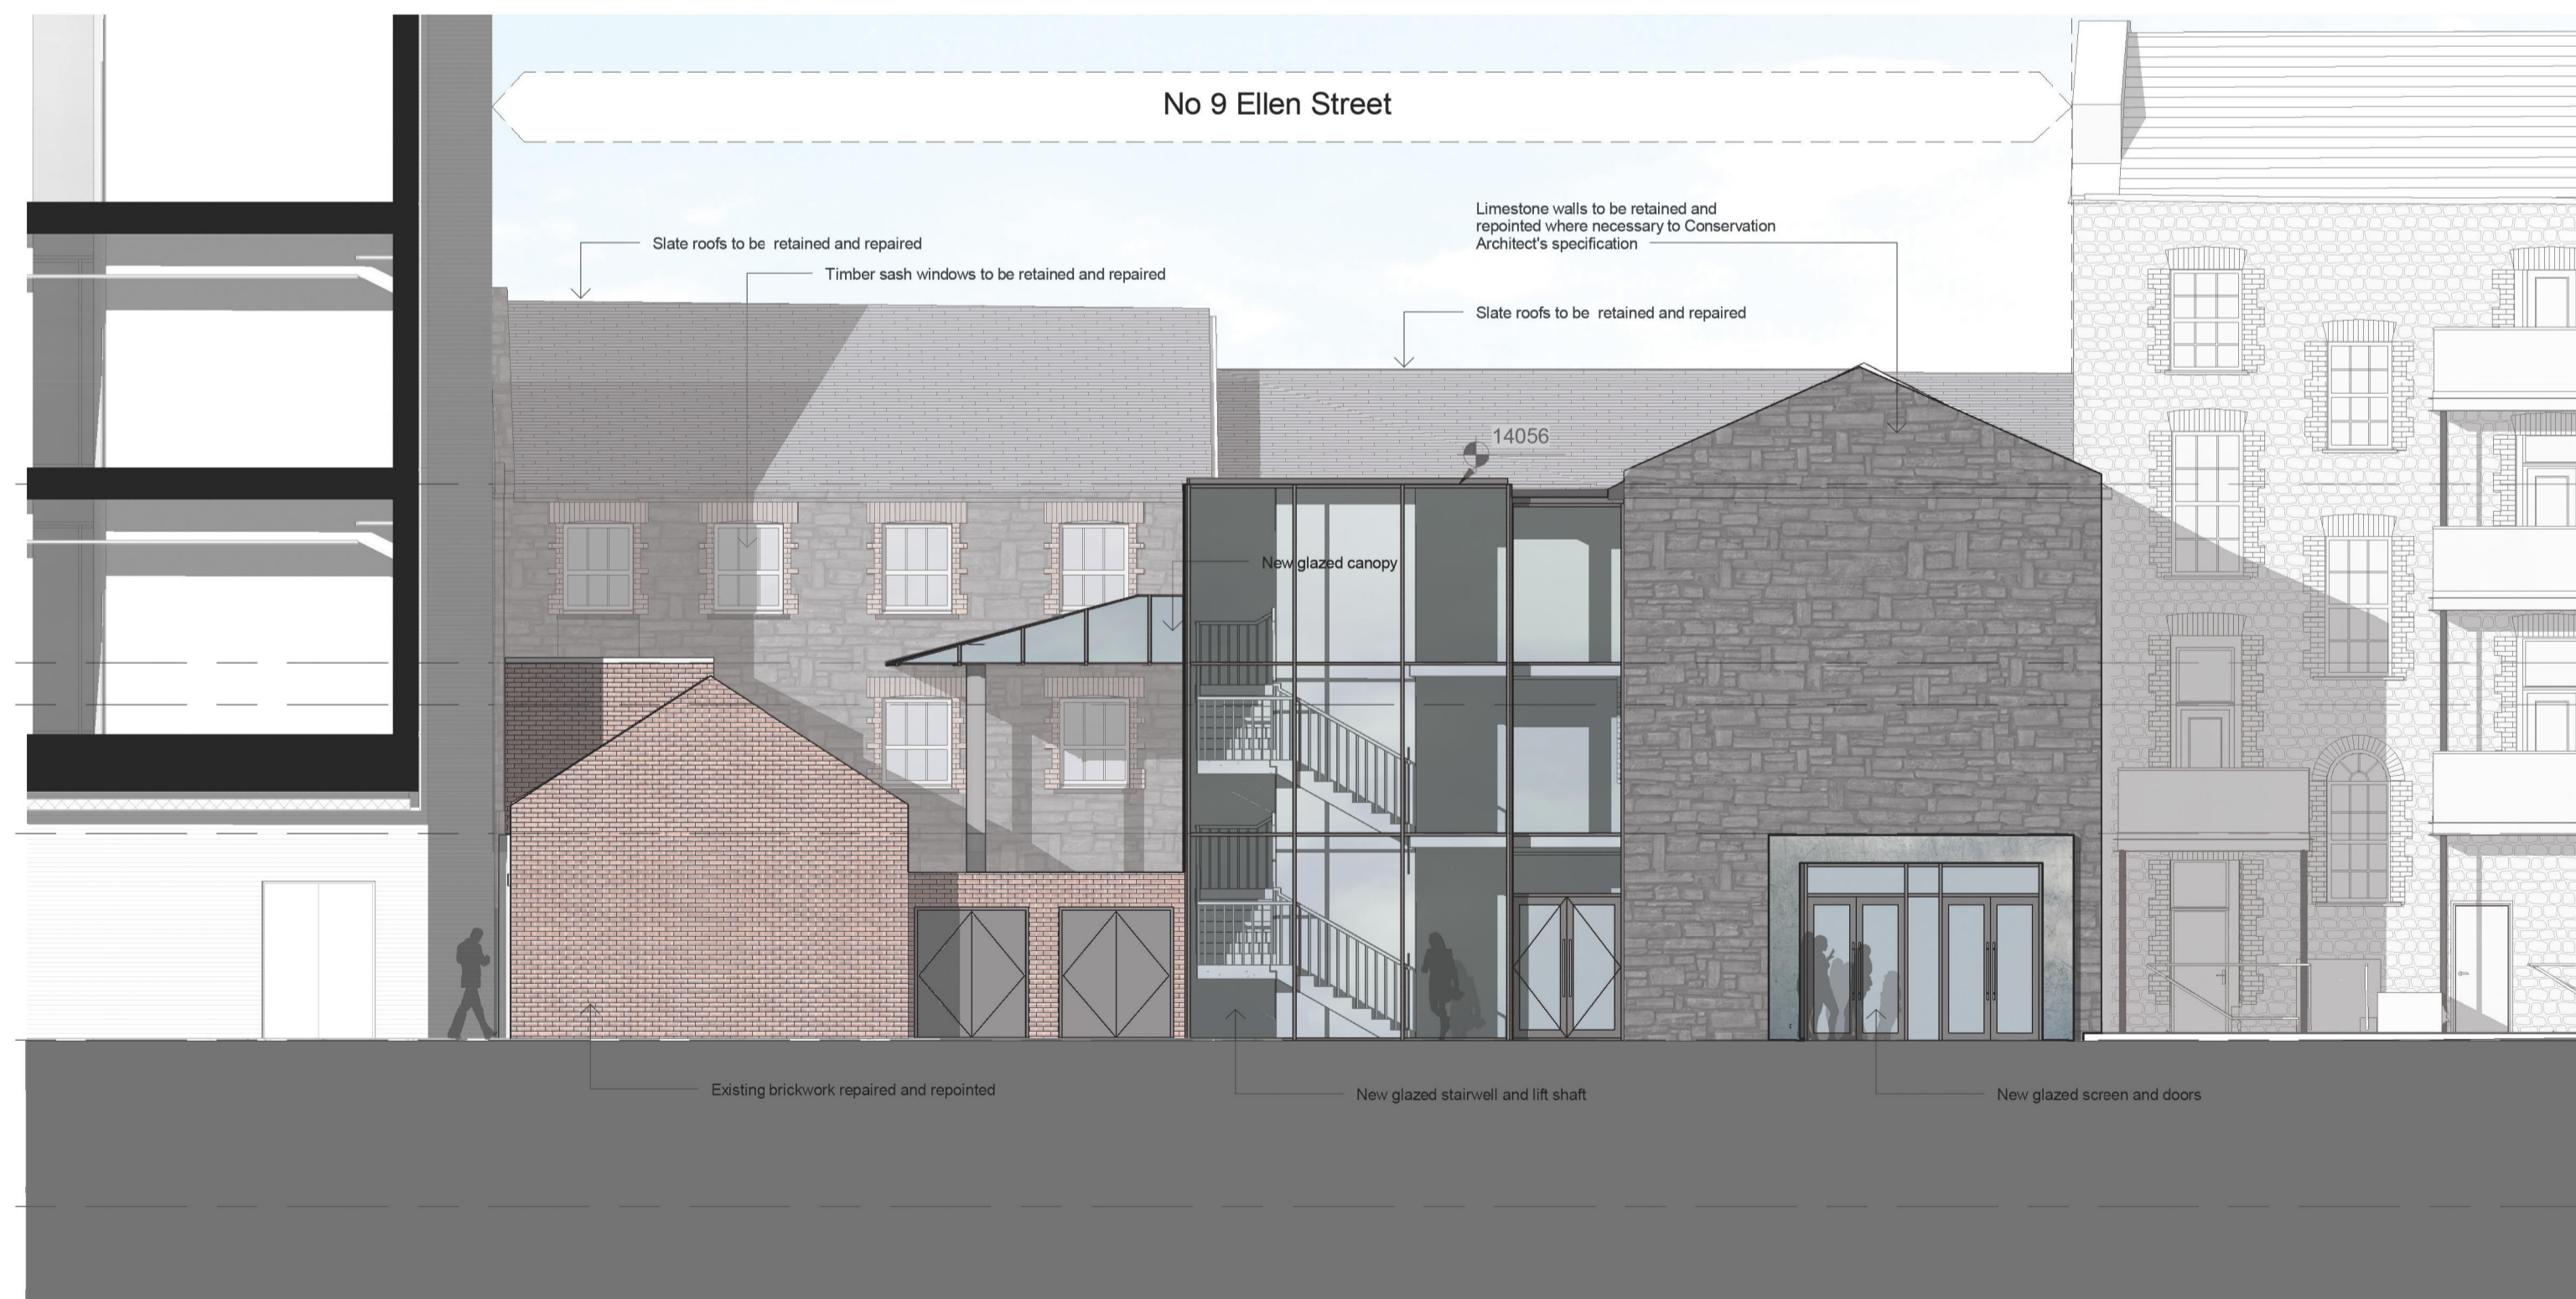 No 9 Ellen Street
Limestone walls to be retained and
repointed where necessary to Conservation
Architect's specification
Slate roofs to be retained and repaired
Timber sash windows to be retained and repaired
Slate roofs to be retained and repaired
14056
New glazed canopy
Existing brickwork repaired and repointed
New glazed stairwell and lift shaft
New glazed screen and doors